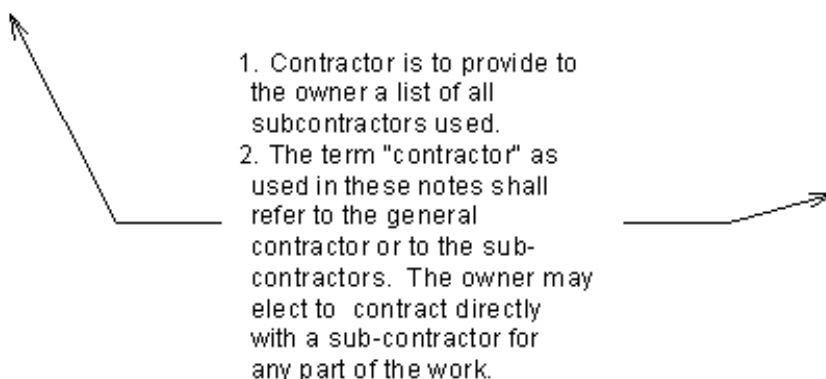 1. Contractor is to provide to
the owner a list of all
subcontractors used.
2. The term "contractor" as
used in these notes shall
refer to the general
contractor or to the sub-
contractors. The owner may
elect to contract directly
with a sub-contractor for
any part of the work.